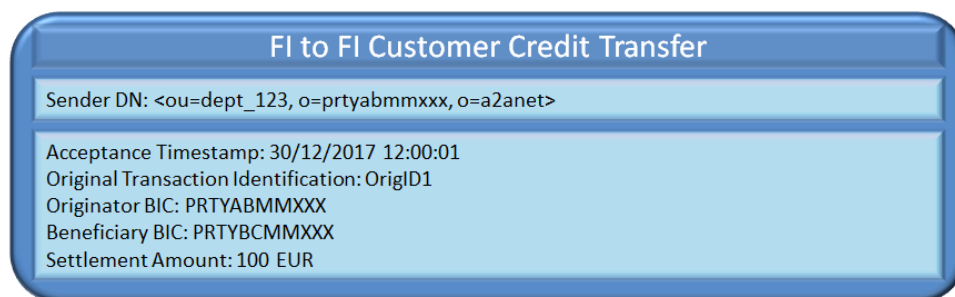 FI to FI Customer Credit Transfer
Sender DN: <ou=dept_123, o=prtyabmmxxx, o=a2anet>
Acceptance Timestamp: 30/12/2017 12:00:01
Original Transaction Identification: OrigID1
Originator BIC: PRTYABMMXXX
Beneficiary BIC: PRTYBCMMXXX
Settlement Amount: 100 EUR